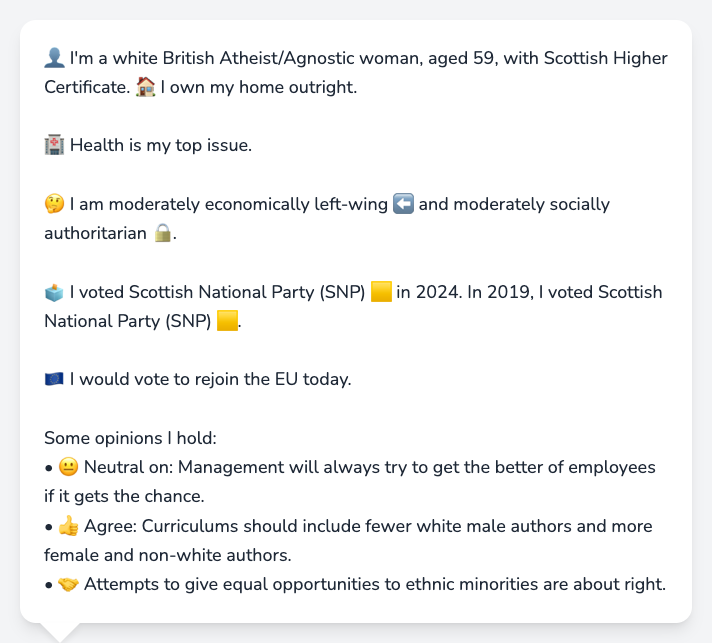 👤 I'm a white British Atheist/Agnostic woman, aged 59, with Scottish Higher
Certificate. 🏠 I own my home outright.
🏥 Health is my top issue.
🤔 I am moderately economically left-wing ⬅️ and moderately socially
authoritarian 🔒.
🗳️ I voted Scottish National Party (SNP) 🟨 in 2024. In 2019, I voted Scottish
National Party (SNP) 🟨.
🇪🇺 I would vote to rejoin the EU today.
Some opinions I hold:
• 😐 Neutral on: Management will always try to get the better of employees
if it gets the chance.
• 👍 Agree: Curriculums should include fewer white male authors and more
female and non-white authors.
• 🤝 Attempts to give equal opportunities to ethnic minorities are about right.